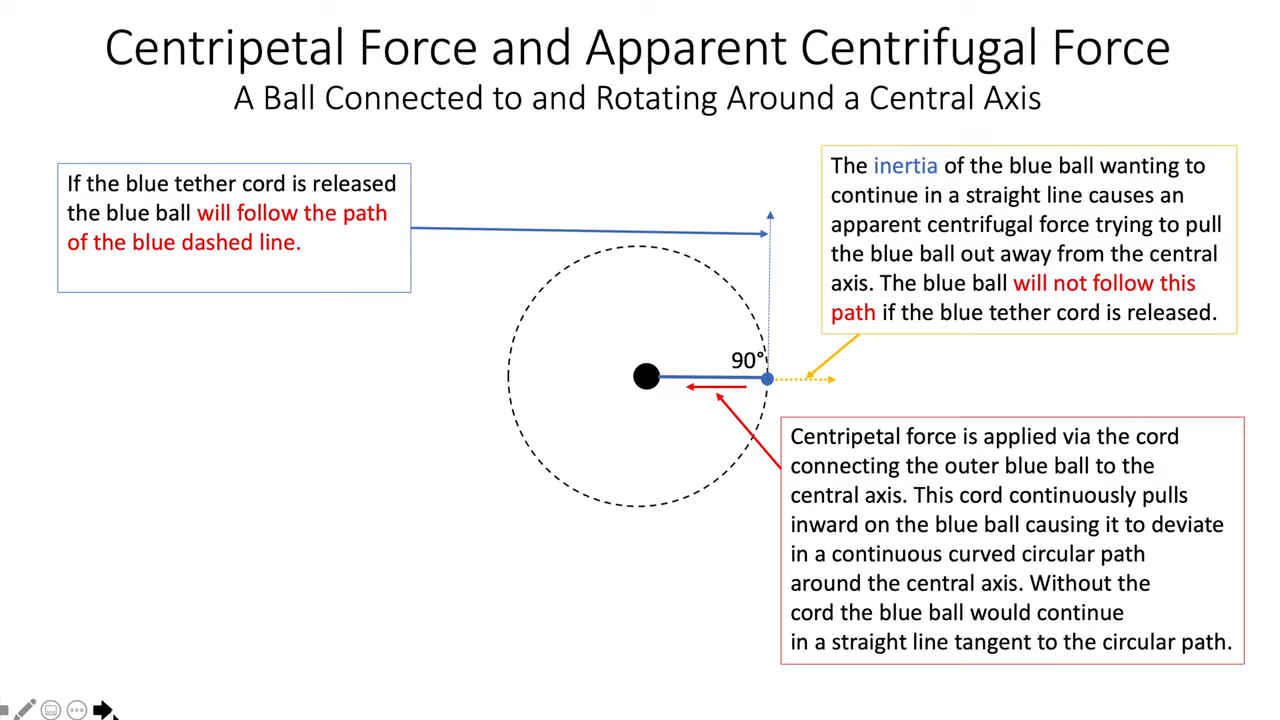 Centripetal Force and Apparent Centrifugal Force
A Ball Connected to and Rotating Around a Central Axis
If the blue tether cord is released
the blue ball will follow the path
of the blue dashed line.
The inertia of the blue ball wanting to
continue in a straight line causes an
apparent centrifugal force trying to pull
the blue ball out away from the central
axis. The blue ball will not follow this
path if the blue tether cord is released.
90°
Centripetal force is applied via the cord
connecting the outer blue ball to the
central axis. This cord continuously pulls
inward on the blue ball causing it to deviate
in a continuous curved circular path
around the central axis. Without the
cord the blue ball would continue
in a straight line tangent to the circular path.